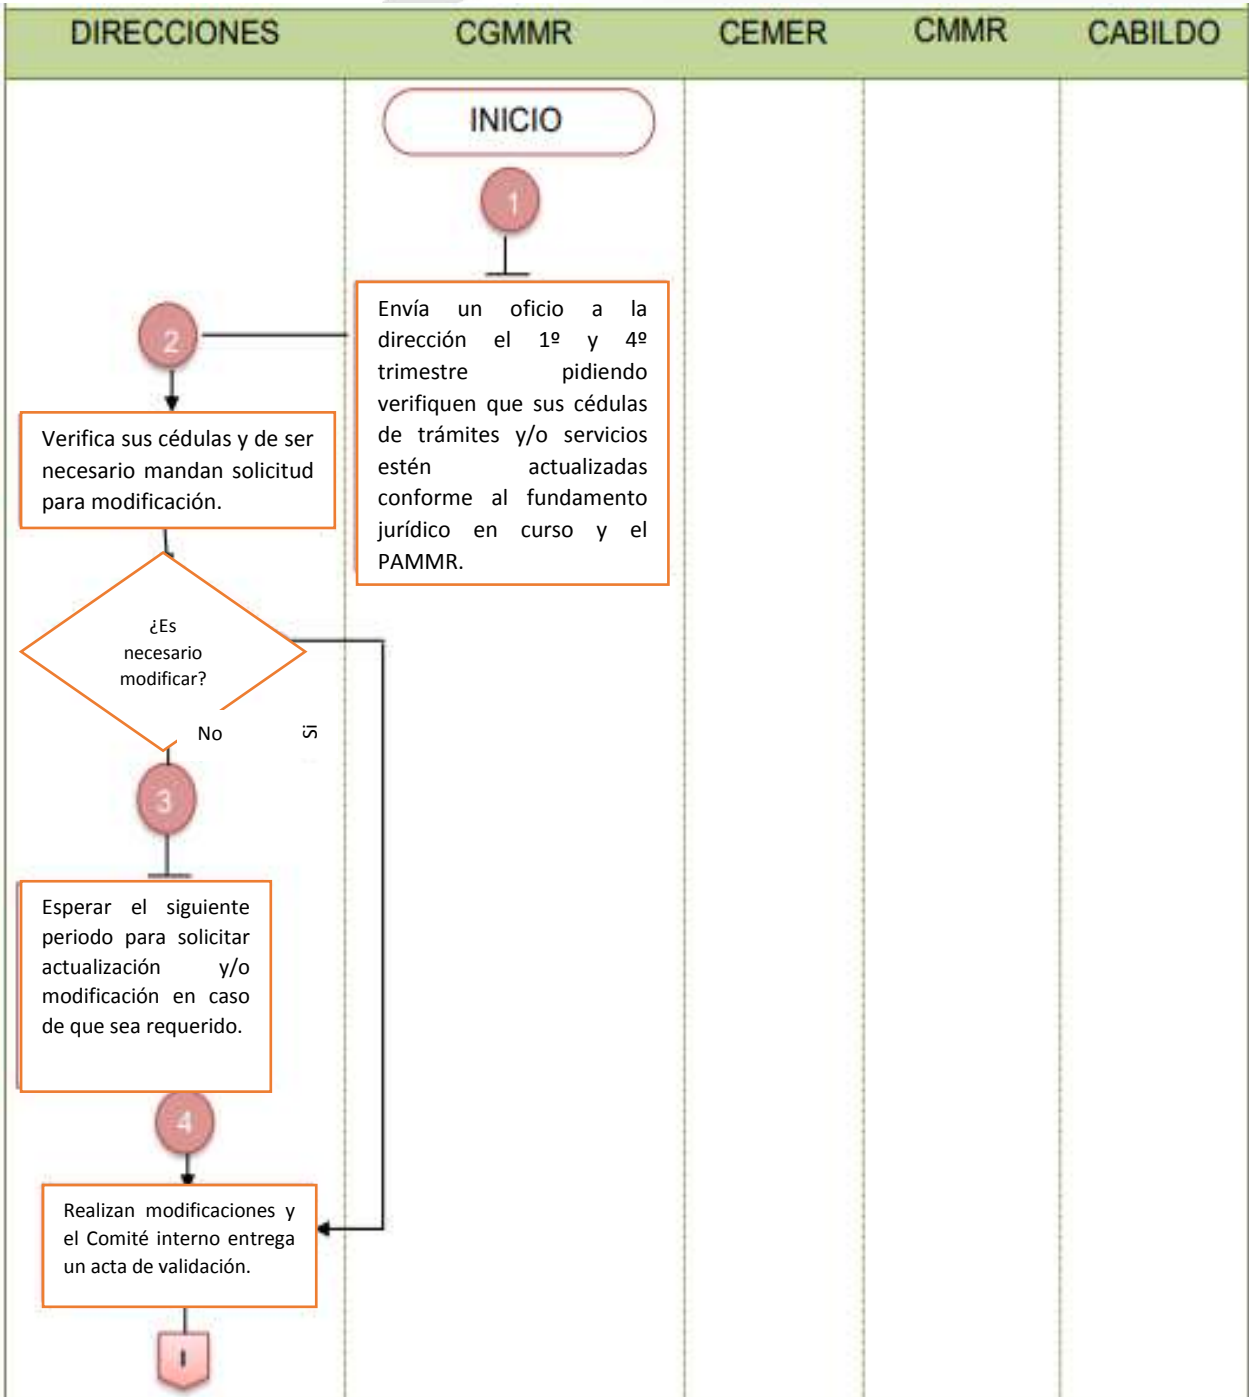 DIRECCIONES CGMMR CEMER CMMR CABILDO
INICIO
1
Envía un oficio a la
dirección el 1º y 4º
trimestre pidiendo
verifiquen que sus cédulas
de trámites y/o servicios
estén actualizadas
conforme al fundamento
jurídico en curso y el
PAMMR.
2
Verifica sus cédulas y de ser
necesario mandan solicitud
para modificación.
¿Es
necesario
modificar?
No
Si
3
Esperar el siguiente
periodo para solicitar
actualización y/o
modificación en caso
de que sea requerido.
4
Realizan modificaciones y
el Comité interno entrega
un acta de validación.
I